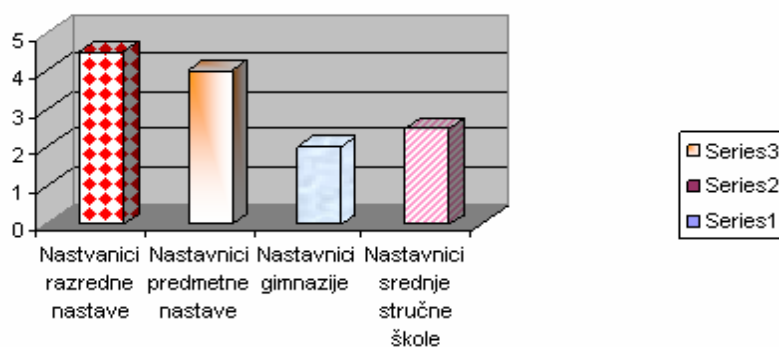 5
4
3
2
1
0
Nastvanici razredne nastave
Nastavnici predmetne nastave
Nastavnici gimnazije
Nastavnici srednje stručne škole
Series3
Series2
Series1